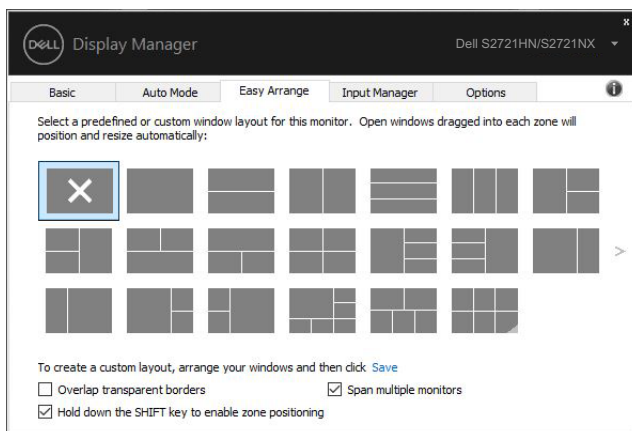 x
DELL Display Manager Dell S2721HN/S2721NX
Basic Auto Mode Easy Arrange Input Manager Options
Select a predefined or custom window layout for this monitor. Open windows dragged into each zone will
position and resize automatically:
To create a custom layout, arrange your windows and then click Save
Overlap transparent borders Span multiple monitors
Hold down the SHIFT key to enable zone positioning